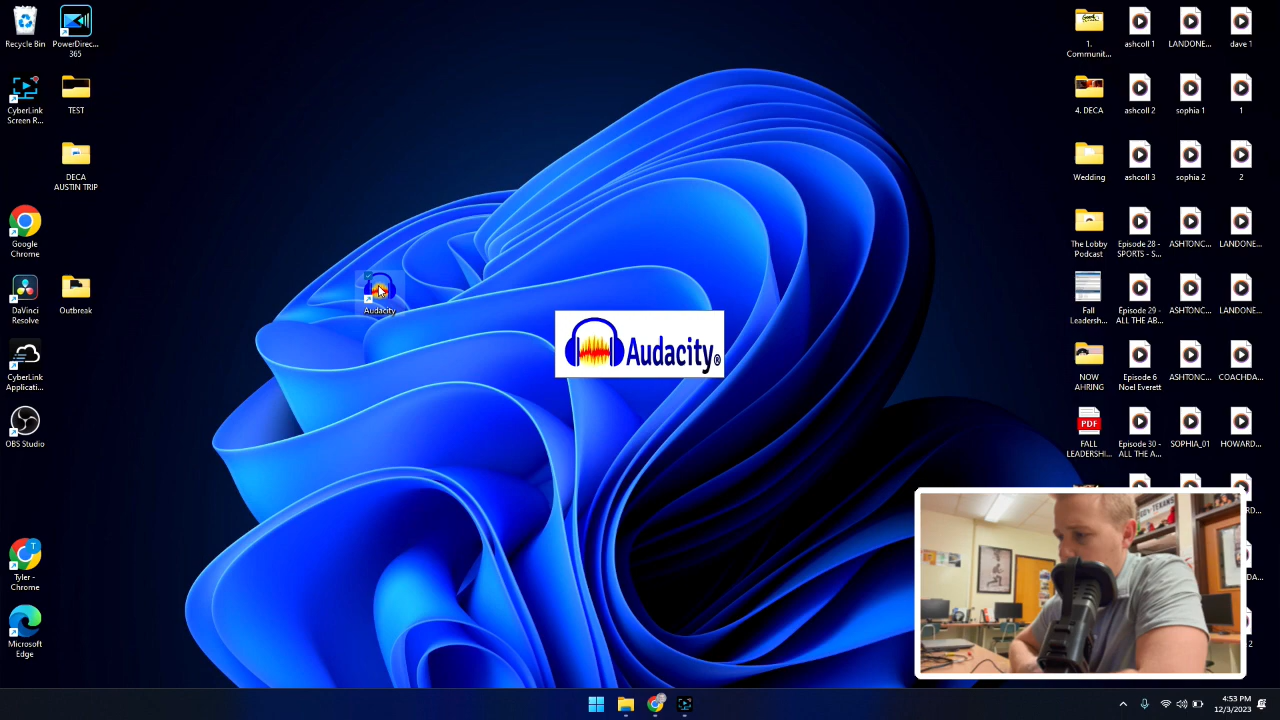 Recycle Bin
PowerDirec...
365
CyberLink
Screen R...
TEST
DECA
AUSTIN TRIP
Google
Chrome
DaVinci
Resolve
Outbreak
CyberLink
Applicati...
OBS Studio
Tyler -
Chrome
Microsoft
Edge
Audacity
Audacity®
1.
Communit...
ashcoll 1
LANDONE...
dave 1
4. DECA
ashcoll 2
sophia 1
1
Wedding
ashcoll 3
sophia 2
2
The Lobby
Podcast
Episode 28 -
SPORTS - S...
ASHTONC...
COACHDA...
Fall
Leadersh...
Episode 29 -
ALL THE AB...
ASHTONC...
LANDONE...
NOW
AHRING
Episode 6
Noel Everett
ASHTONC...
COACHDA...
PDF
FALL
LEADERSHI...
Episode 30 -
ALL THE A...
SOPHIA_01
HOWARD...
4:53 PM
12/3/2023